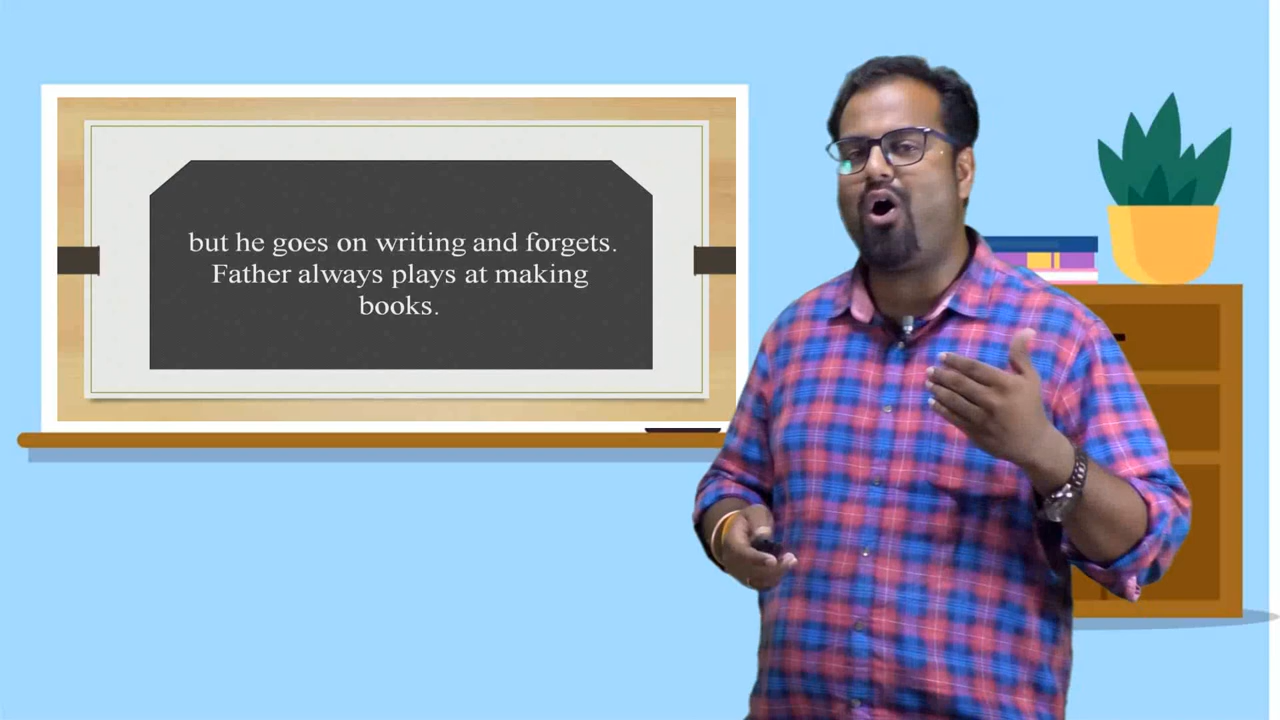 but he goes on writing and forgets.
Father always plays at making
books.